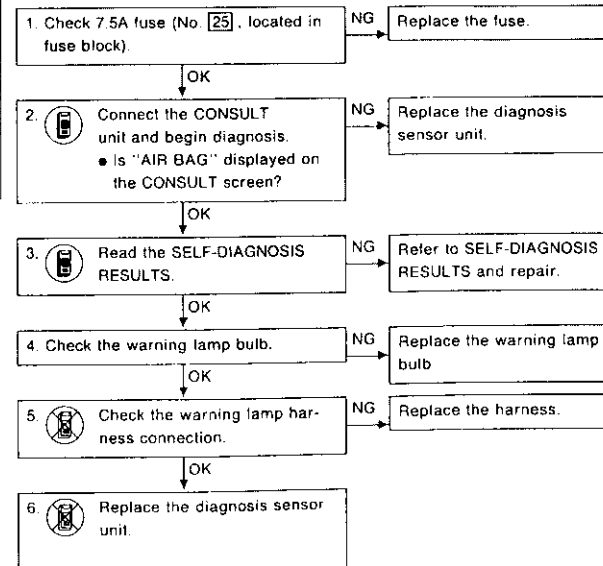 1. Check 7.5A fuse (No. 25, located in
fuse block).
NG
Replace the fuse.
OK
2. Connect the CONSULT
unit and begin diagnosis.
● Is "AIR BAG" displayed on
the CONSULT screen?
NG
Replace the diagnosis
sensor unit.
OK
3. Read the SELF-DIAGNOSIS
RESULTS.
NG
Refer to SELF-DIAGNOSIS
RESULTS and repair.
OK
4. Check the warning lamp bulb.
NG
Replace the warning lamp
bulb
OK
5. Check the warning lamp har-
ness connection.
NG
Replace the harness.
OK
6. Replace the diagnosis sensor
unit.